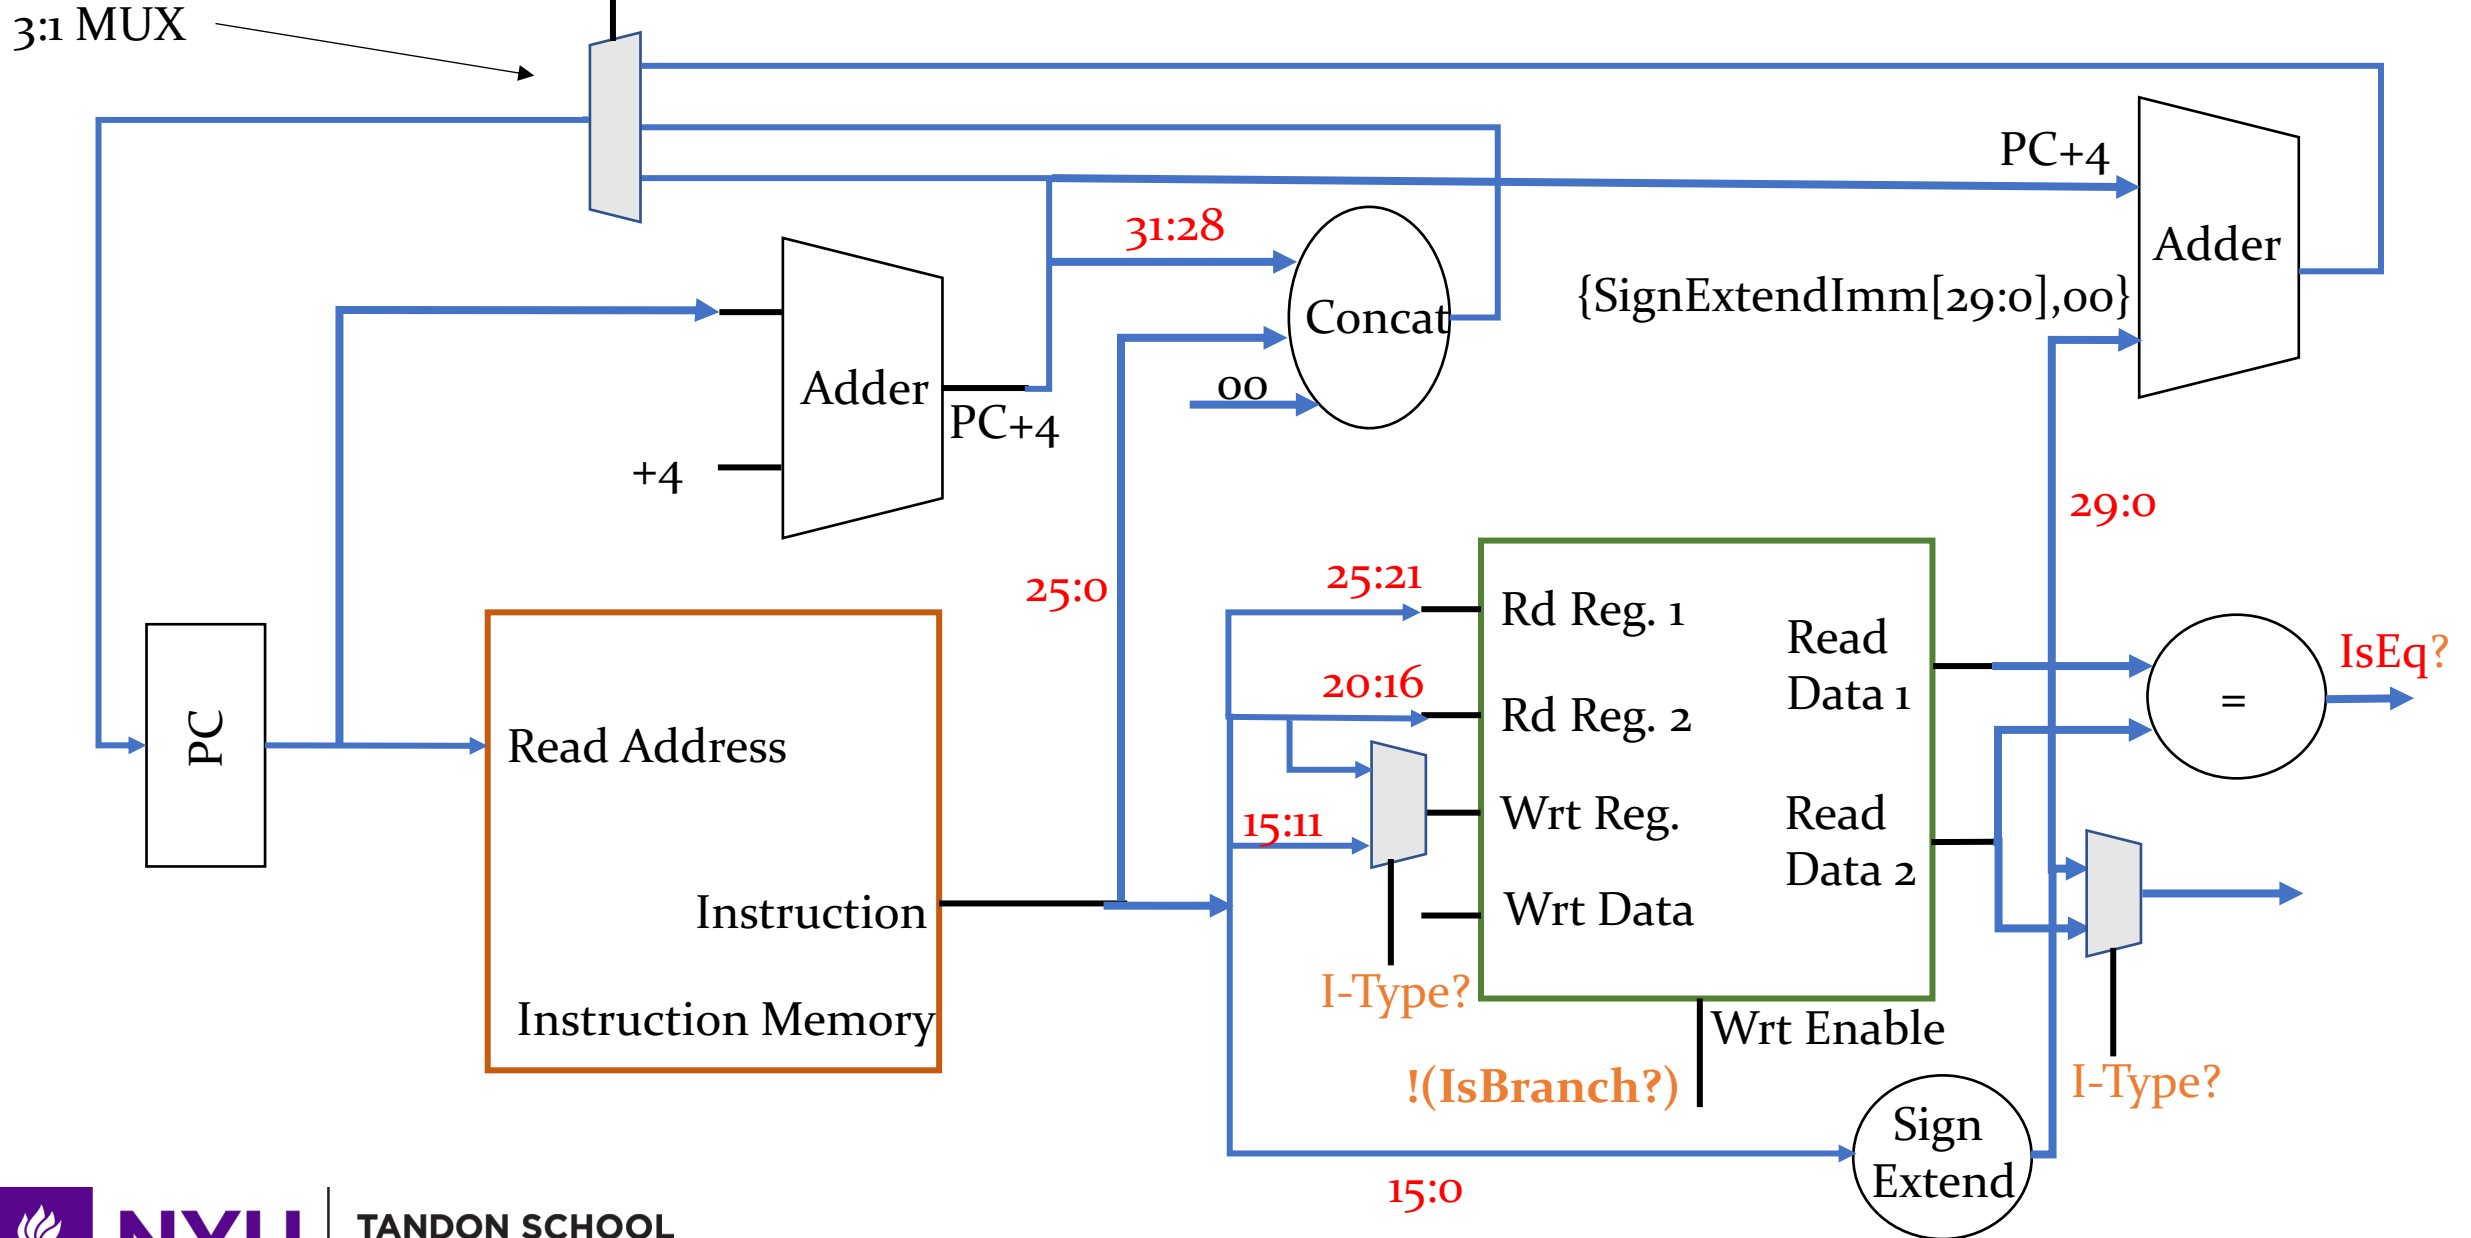 3:1 MUX
PC+4
31:28
Adder
{SignExtendImm[29:0],00}
Concat
Adder
00
PC+4
+4
29:0
25:0
25:21
Rd Reg. 1
Read
Data 1
IsEq?
20:16
Rd Reg. 2
=
PC
Read Address
15:11
Wrt Reg.
Read
Data 2
Instruction
Wrt Data
I-Type?
Instruction Memory
Wrt Enable
!(IsBranch?)
I-Type?
Sign
Extend
15:0
NYU
TANDON SCHOOL